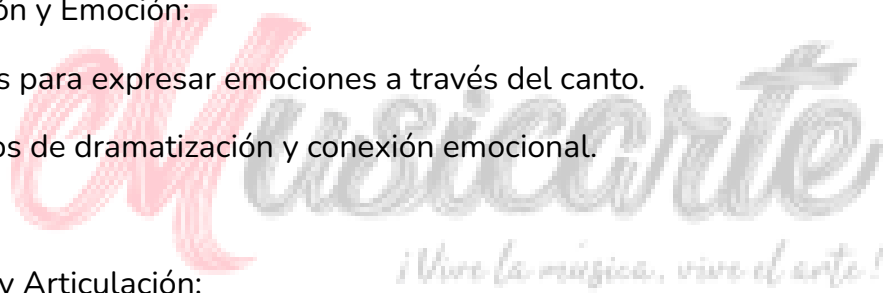 ón y Emoción:
s para expresar emociones a través del canto.
os de dramatización y conexión emocional.
Musicarte
¡Vive la música, vive el arte!
y Articulación: